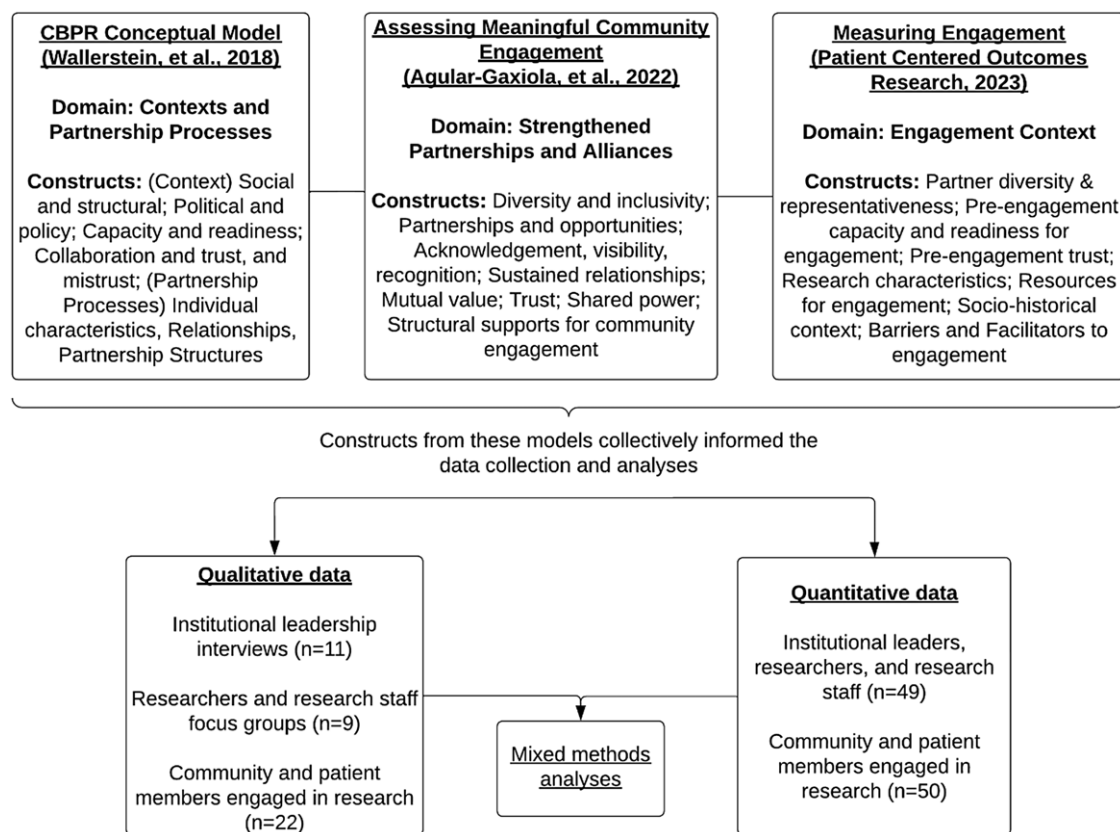 CBPR Conceptual Model
(Wallerstein, et al., 2018)
Domain: Contexts and
Partnership Processes
Constructs: (Context) Social
and structural; Political and
policy; Capacity and readiness;
Collaboration and trust, and
mistrust; (Partnership
Processes) Individual
characteristics, Relationships,
Partnership Structures
Assessing Meaningful Community
Engagement
(Agular-Gaxiola, et al., 2022)
Domain: Strengthened
Partnerships and Alliances
Constructs: Diversity and inclusivity;
Partnerships and opportunities;
Acknowledgement, visibility,
recognition; Sustained relationships;
Mutual value; Trust; Shared power;
Structural supports for community
engagement
Measuring Engagement
(Patient Centered Outcomes
Research, 2023)
Domain: Engagement Context
Constructs: Partner diversity &
representativeness; Pre-engagement
capacity and readiness for
engagement; Pre-engagement trust;
Research characteristics; Resources
for engagement; Socio-historical
context; Barriers and Facilitators to
engagement
Constructs from these models collectively informed the
data collection and analyses
Qualitative data
Institutional leadership
interviews (n=11)
Researchers and research staff
focus groups (n=9)
Community and patient
members engaged in research
(n=22)
Mixed methods
analyses
Quantitative data
Institutional leaders,
researchers, and research
staff (n=49)
Community and patient
members engaged in
research (n=50)